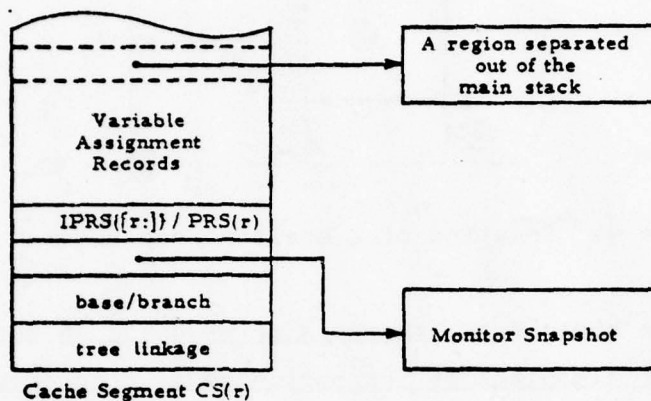 A region separated
out of the
main stack
Variable
Assignment
Records
IPRS([r:]) / PRS(r)
base/branch
Monitor Snapshot
tree linkage
Cache Segment CS(r)